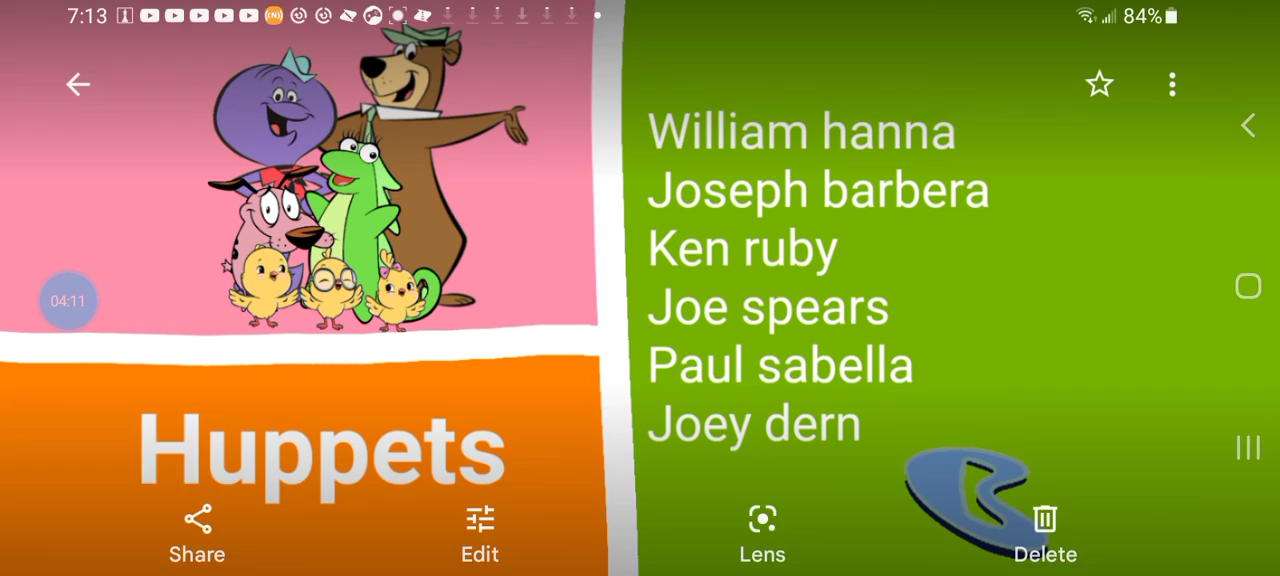 7:13
84%
04:11
Huppets
William hanna
Joseph barbera
Ken ruby
Joe spears
Paul sabella
Joey dern
Share
Edit
Lens
Delete